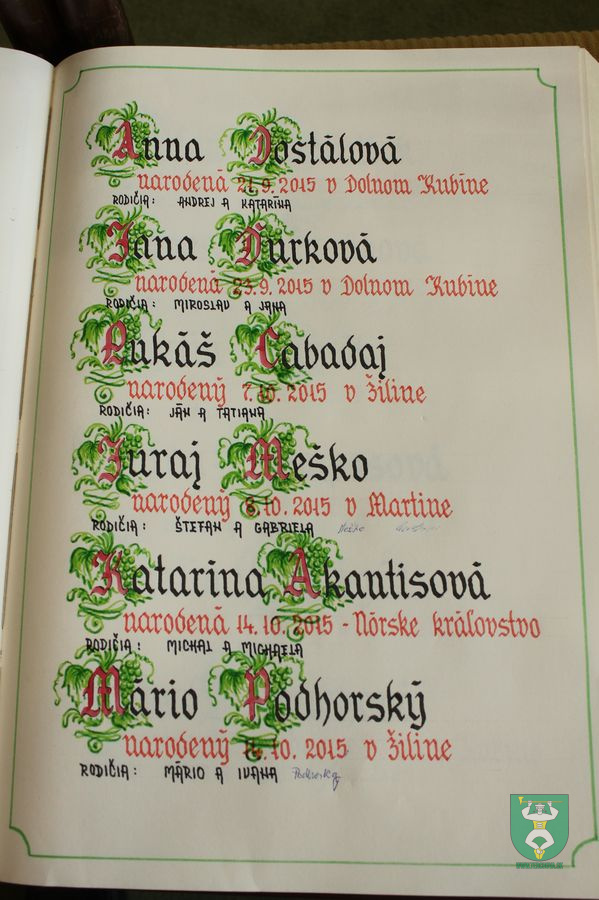 Anna Dostálová
narodená 21.9.2015 v Dolnom Kubíne
RODIČIA: ANDREJ A KATARÍNA
Jana Ďurková
narodená 23.9.2015 v Dolnom Kubíne
RODIČIA: MIROSLAV A JANA
Lukáš Cabadaj
narodený 7.10.2015 v Žiline
RODIČIA: JÁN A TATIANA
Juraj Meško
narodený 8.10.2015 v Martine
RODIČIA: ŠTEFAN A GABRIELA Meško
Katarína Akantisová
narodená 14.10.2015 - Nórske kráľovstvo
RODIČIA: MICHAL A MICHAELA
Mário Podhorský
narodený 14.10.2015 v Žiline
RODIČIA: MÁRIO A IVANA